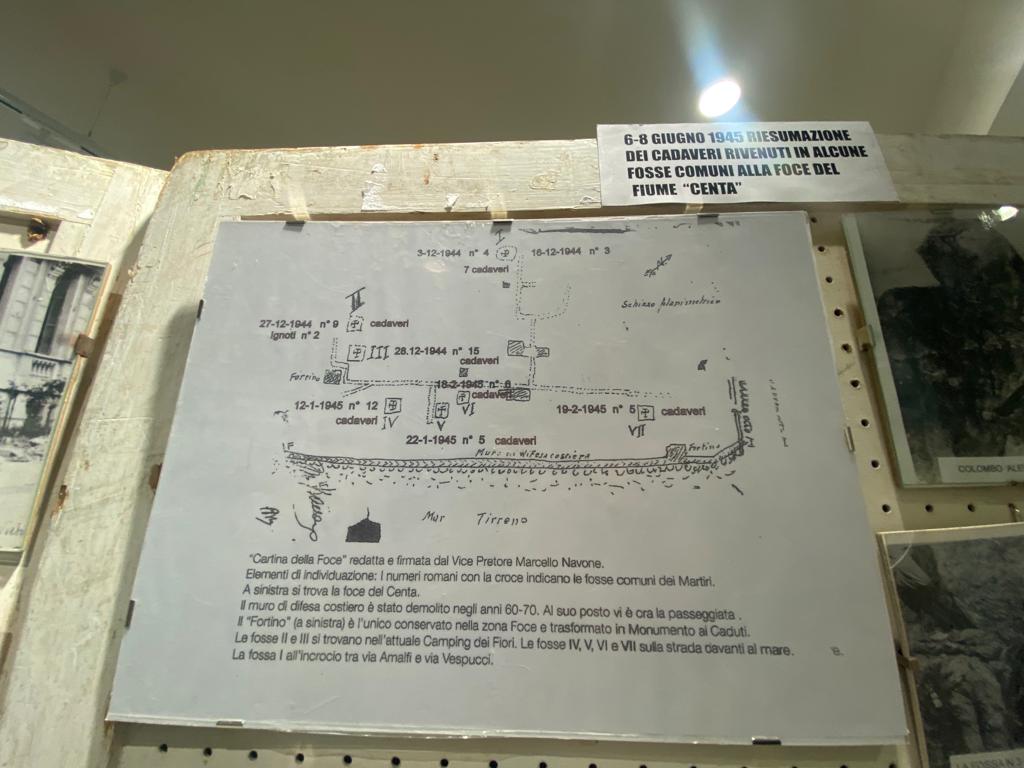 6-8 GIUGNO 1945 RIESUMAZIONE
DEI CADAVERI RIVENUTI IN ALCUNE
FOSSE COMUNI ALLA FOCE DEL
FIUME "CENTA"
I
3-12-1944 n° 4
16-12-1944 n° 3
7 cadaveri
Schizzo planimetrico
II
27-12-1944 n° 9 cadaveri
Ignoti n° 2
III 28.12-1944 n° 15
cadaveri
Fortino
18-2-1945 n° 6
cadaveri
VI
12-1-1945 n° 12
cadaveri IV
V
19-2-1945 n° 5 cadaveri
VII
22-1-1945 n° 5 cadaveri
Muro di difesa costiera
Fortino
Mar Tirreno
"Cartina della Foce" redatta e firmata dal Vice Pretore Marcello Navone.
Elementi di individuazione: I numeri romani con la croce indicano le fosse comuni dei Martiri.
A sinistra si trova la foce del Centa.
Il muro di difesa costiero è stato demolito negli anni 60-70. Al suo posto vi è ora la passeggiata .
Il "Fortino" (a sinistra) è l'unico conservato nella zona Foce e trasformato in Monumento ai Caduti.
Le fosse II e III si trovano nell'attuale Camping dei Fiori. Le fosse IV, V, VI e VII sulla strada davanti al mare.
La fossa I all'incrocio tra via Amalfi e via Vespucci.
COLOMBO ALE
LA FOSSA N.3